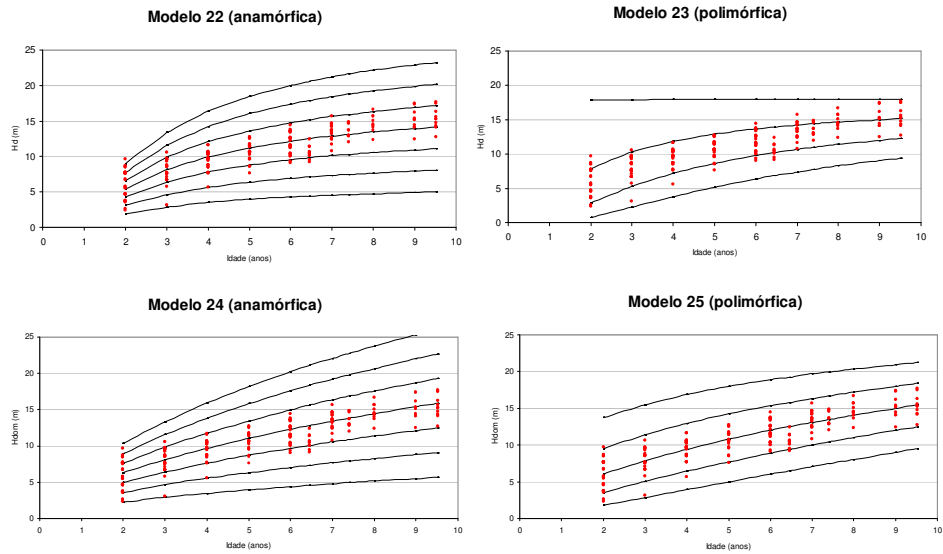 Modelo 22 (anamórfica)
25
20
15
10
5
0
Hd (m)
0 1 2 3 4 5 6 7 8 9 10
Idade (anos)
Modelo 23 (polimórfica)
25
20
15
10
5
0
Hd (m)
0 1 2 3 4 5 6 7 8 9 10
Idade (anos)
Modelo 24 (anamórfica)
25
20
15
10
5
0
Hdom (m)
0 1 2 3 4 5 6 7 8 9 10
Idade (anos)
Modelo 25 (polimórfica)
25
20
15
10
5
0
Hdom (m)
0 1 2 3 4 5 6 7 8 9 10
Idade (anos)